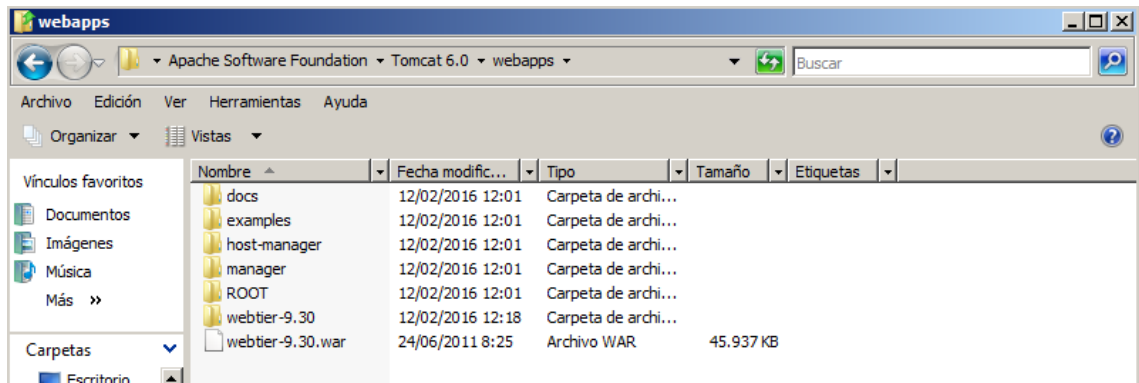 webapps
Apache Software Foundation Tomcat 6.0 webapps Buscar
Archivo Edición Ver Herramientas Ayuda
Organizar Vistas
Vínculos favoritos
Documentos
Imágenes
Música
Más »
Carpetas
Escritorio
Nombre Fecha modific... Tipo Tamaño Etiquetas
docs 12/02/2016 12:01 Carpeta de archi...
examples 12/02/2016 12:01 Carpeta de archi...
host-manager 12/02/2016 12:01 Carpeta de archi...
manager 12/02/2016 12:01 Carpeta de archi...
ROOT 12/02/2016 12:01 Carpeta de archi...
webtier-9.30 12/02/2016 12:18 Carpeta de archi...
webtier-9.30.war 24/06/2011 8:25 Archivo WAR 45.937 KB